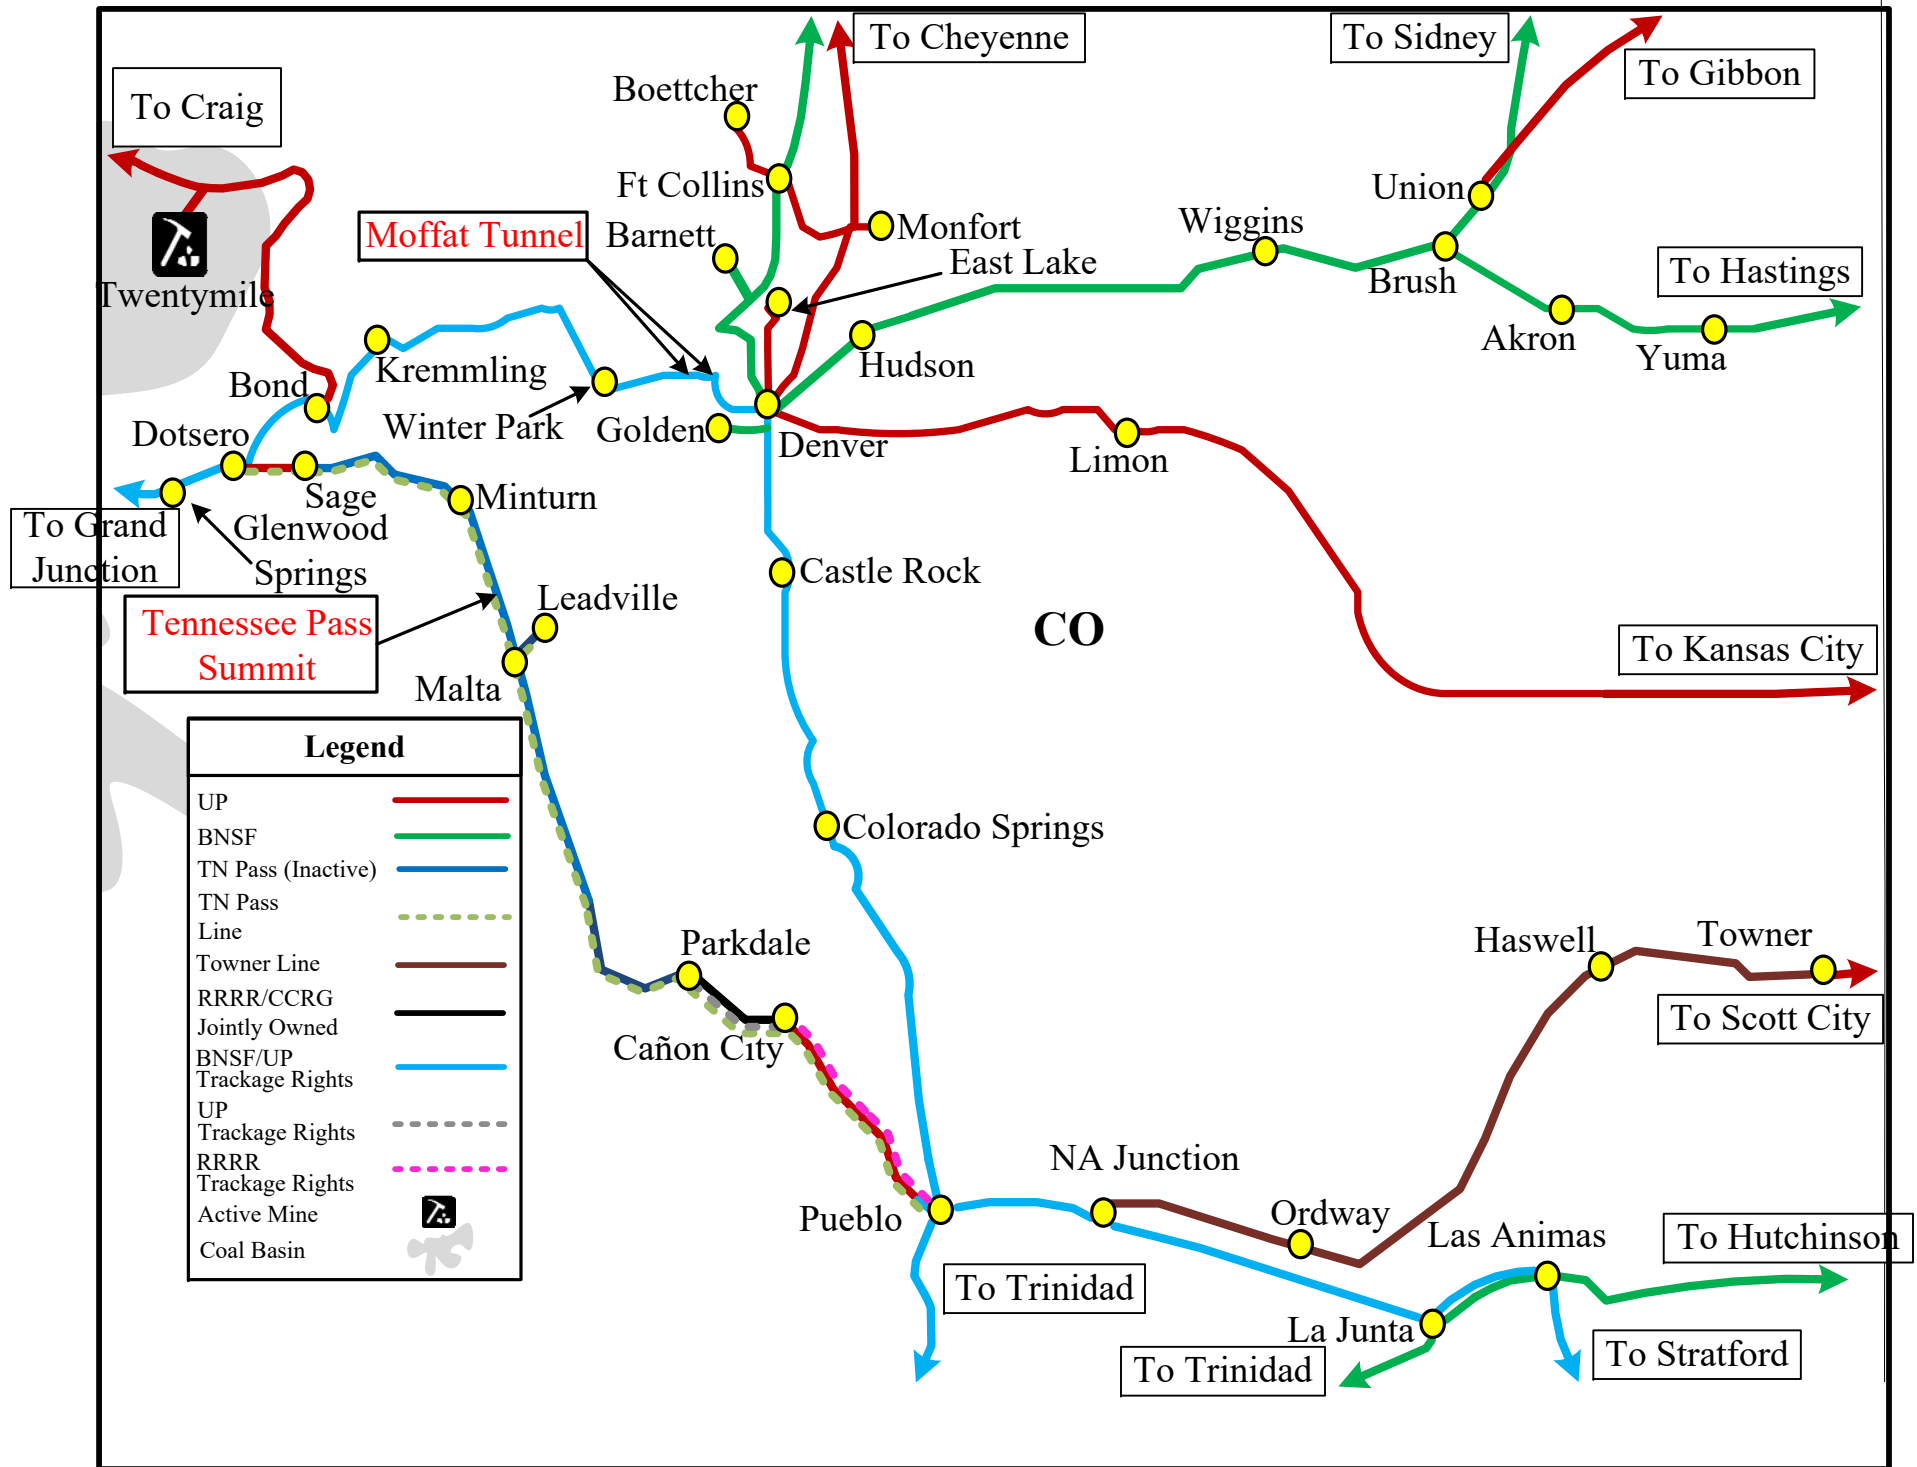 To Cheyenne
To Sidney
To Gibbon
To Craig
Boettcher
Ft Collins
Union
Moffat Tunnel
Barnett
Monfort
Wiggins
East Lake
Brush
To Hastings
Twentymile
Akron
Yuma
Kremmling
Hudson
Bond
Winter Park
Golden
Denver
Limon
Dotsero
Sage
Minturn
To Grand
Junction
Glenwood
Springs
Castle Rock
Leadville
CO
Tennessee Pass
Summit
To Kansas City
Malta
Legend
UP
BNSF
TN Pass (Inactive)
TN Pass
Line
Towner Line
RRRR/CCRG
Jointly Owned
BNSF/UP
Trackage Rights
UP
Trackage Rights
RRRR
Trackage Rights
Active Mine
Coal Basin
Colorado Springs
Parkdale
Haswell
Towner
To Scott City
Cañon City
NA Junction
Pueblo
Ordway
Las Animas
To Hutchinson
To Trinidad
La Junta
To Stratford
To Trinidad